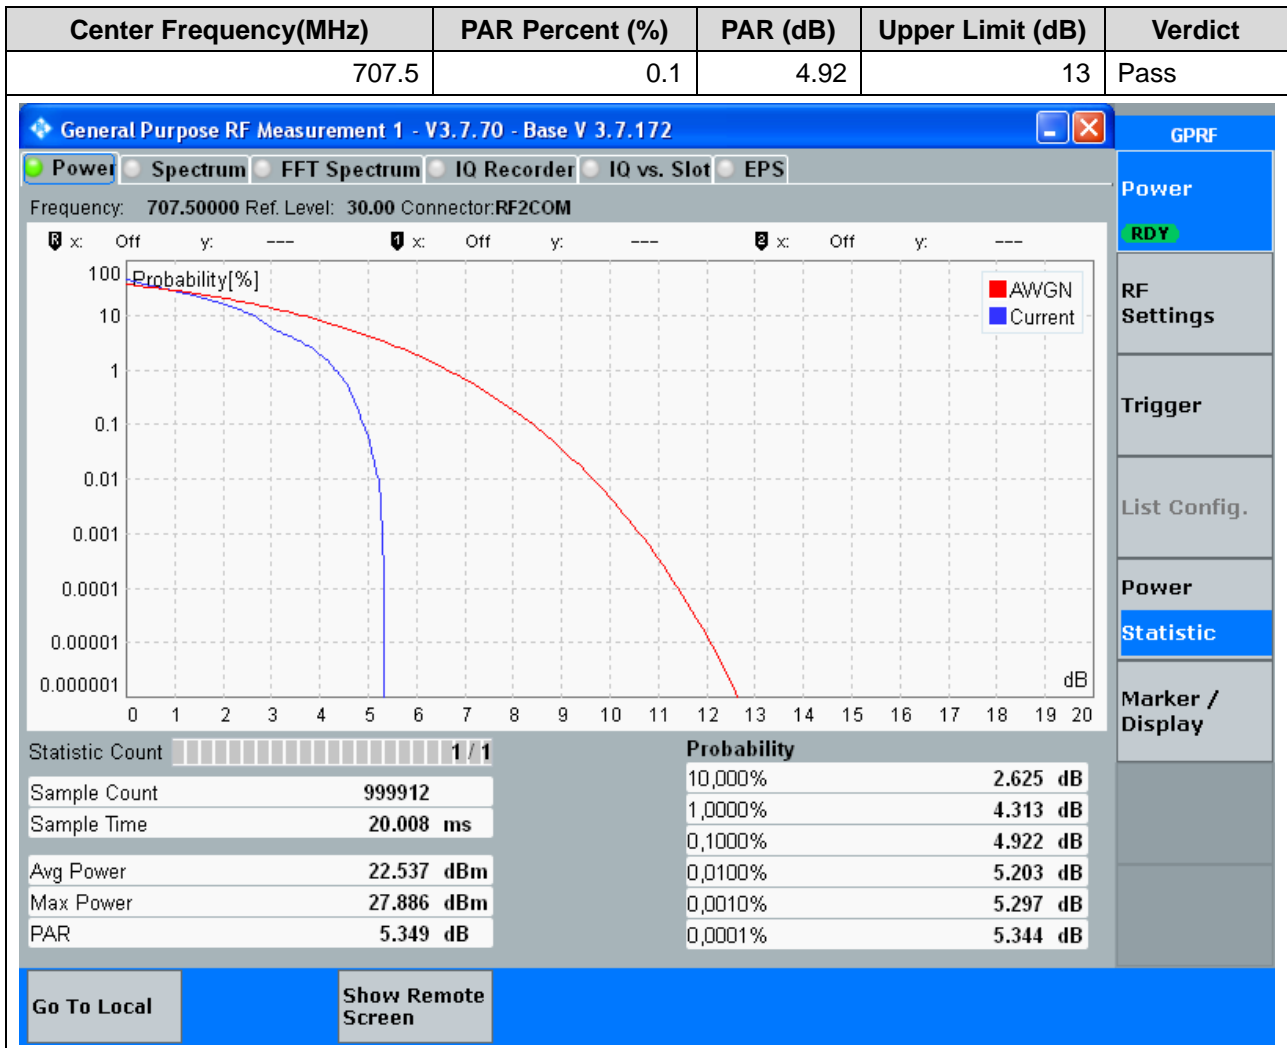 Center Frequency(MHz) PAR Percent (%) PAR (dB) Upper Limit (dB) Verdict
707.5 0.1 4.92 13 Pass
General Purpose RF Measurement 1 - V3.7.70 - Base V 3.7.172
GPRF
Power Spectrum FFT Spectrum IQ Recorder IQ vs. Slot EPS
Frequency: 707.50000 Ref. Level: 30.00 Connector:RF2COM
R x: Off y: --- 1 x: Off y: --- 2 x: Off y: ---
Probability[%]
AWGN
Current
100
10
1
0.1
0.01
0.001
0.0001
0.00001
0.000001
dB
0 1 2 3 4 5 6 7 8 9 10 11 12 13 14 15 16 17 18 19 20
Statistic Count 1 / 1
Sample Count 999912
Sample Time 20.008 ms
Avg Power 22.537 dBm
Max Power 27.886 dBm
PAR 5.349 dB
Probability
10,000% 2.625 dB
1,0000% 4.313 dB
0,1000% 4.922 dB
0,0100% 5.203 dB
0,0010% 5.297 dB
0,0001% 5.344 dB
Power
RDY
RF
Settings
Trigger
List Config.
Power
Statistic
Marker /
Display
Go To Local
Show Remote
Screen